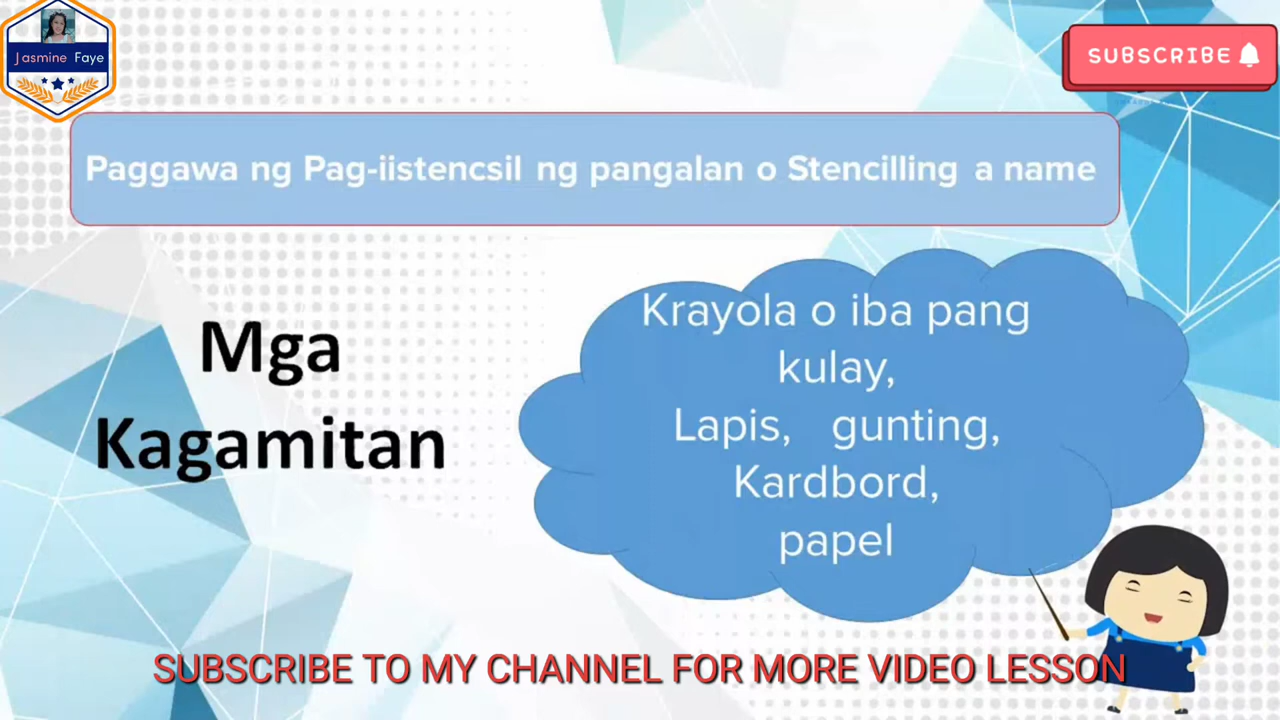 Jasmine Faye
SUBSCRIBE
Paggawa ng Pag-iistencsil ng pangalan o Stencilling a name
Mga
Kagamitan
Krayola o iba pang
kulay,
Lapis, gunting,
Kardbord,
papel
SUBSCRIBE TO MY CHANNEL FOR MORE VIDEO LESSON